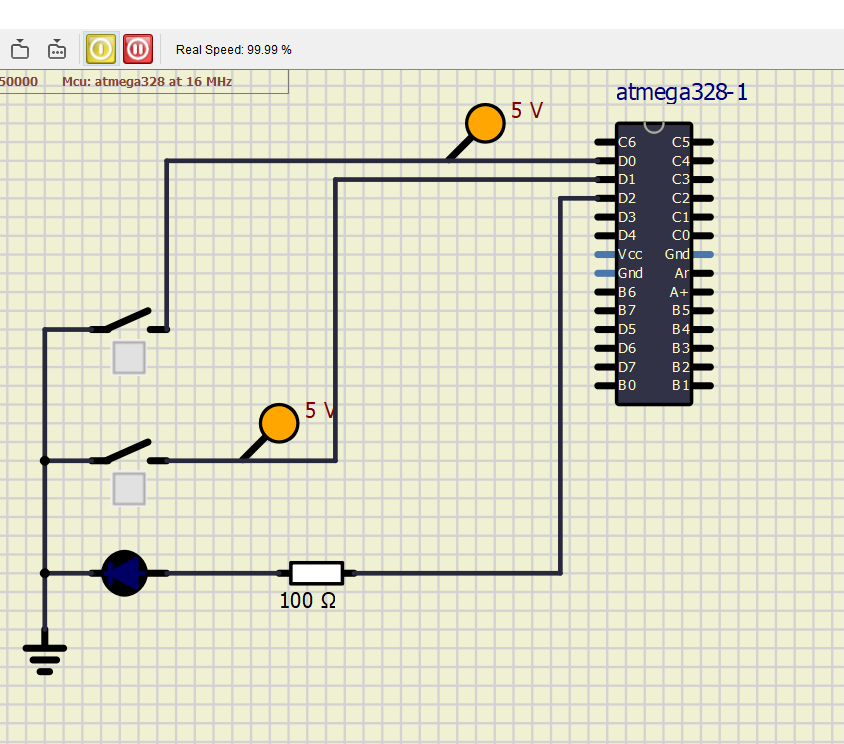 Real Speed: 99.99 %
50000 Mcu: atmega328 at 16 MHz
atmega328-1
5 V
C6 C5
D0 C4
D1 C3
D2 C2
D3 C1
D4 C0
Vcc Gnd
Gnd Ar
B6 A+
B7 B5
D5 B4
D6 B3
D7 B2
B0 B1
5 V
100 Ω